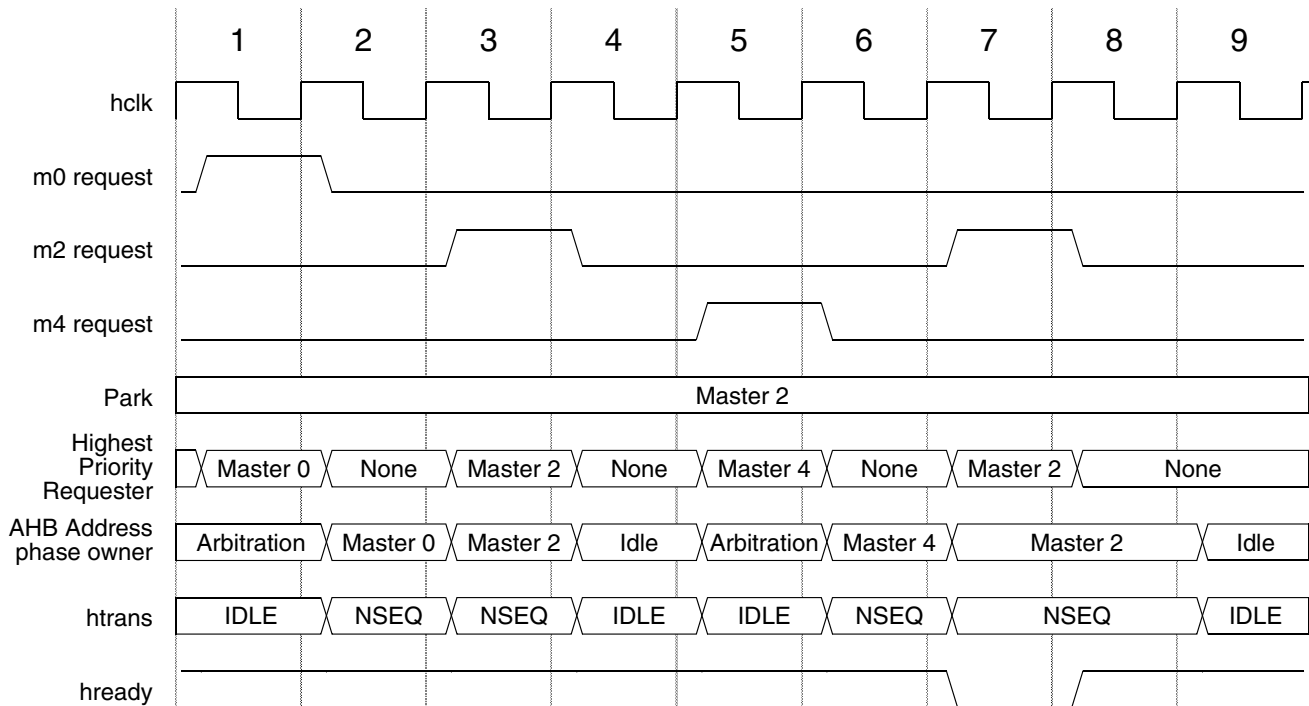 1 2 3 4 5 6 7 8 9
hclk
m0 request
m2 request
m4 request
Park Master 2
Highest
Priority
Requester
Master 0 None Master 2 None Master 4 None Master 2 None
AHB Address
phase owner
Arbitration Master 0 Master 2 Idle Arbitration Master 4 Master 2 Idle
htrans IDLE NSEQ NSEQ IDLE IDLE NSEQ NSEQ IDLE
hready